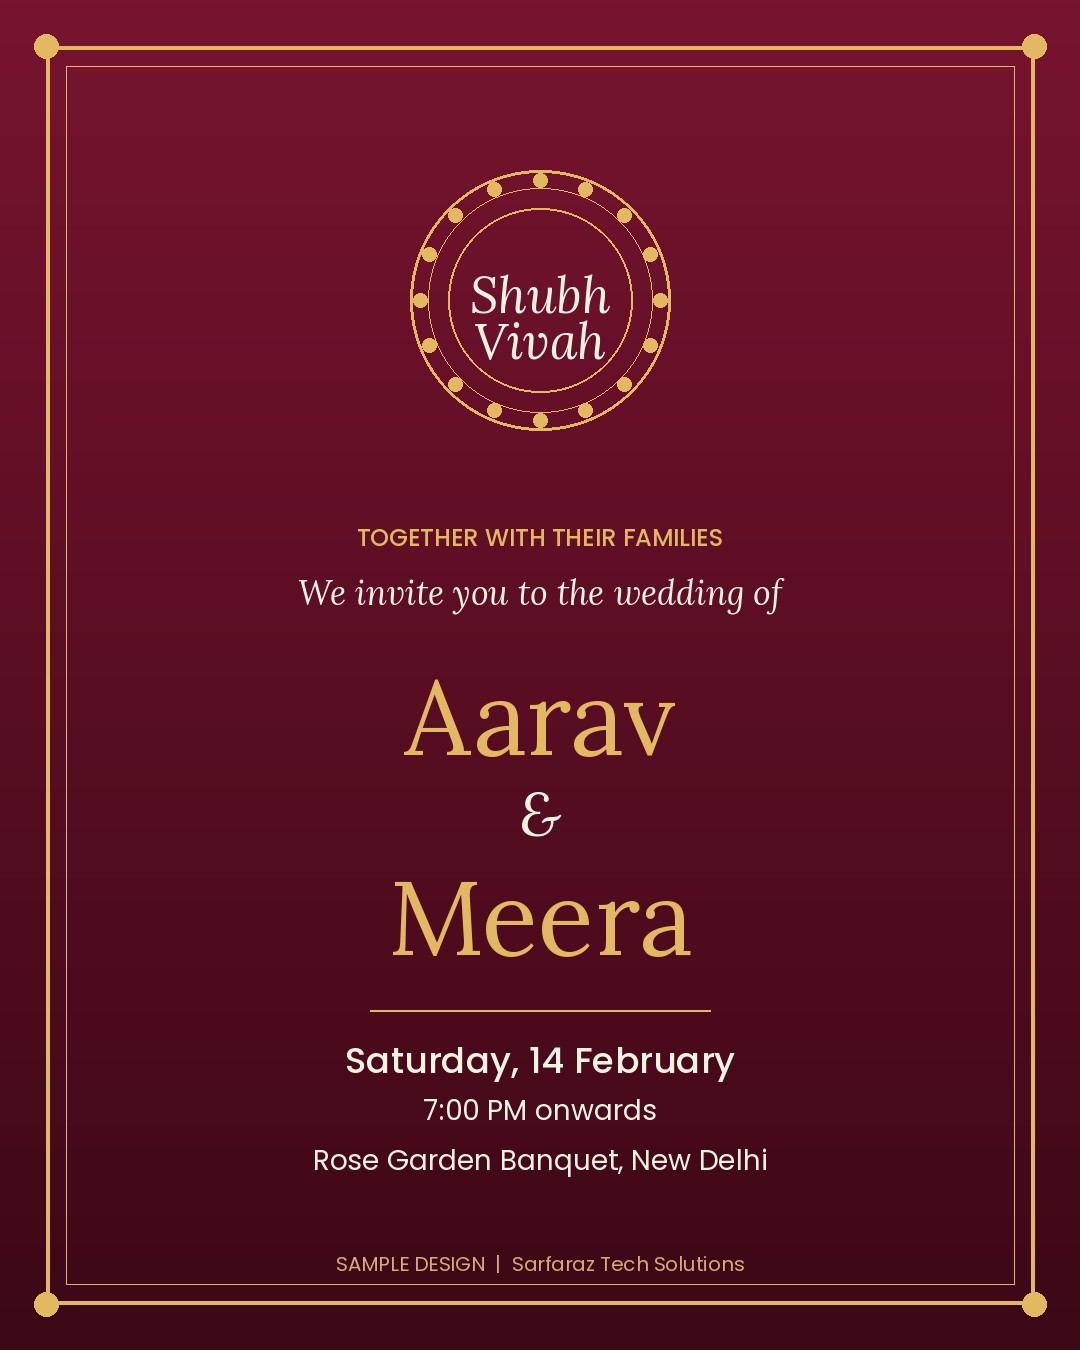 Shubh
Vivah
TOGETHER WITH THEIR FAMILIES
We invite you to the wedding of
Aarav
&
Meera
Saturday, 14 February
7:00 PM onwards
Rose Garden Banquet, New Delhi
SAMPLE DESIGN | Sarfaraz Tech Solutions